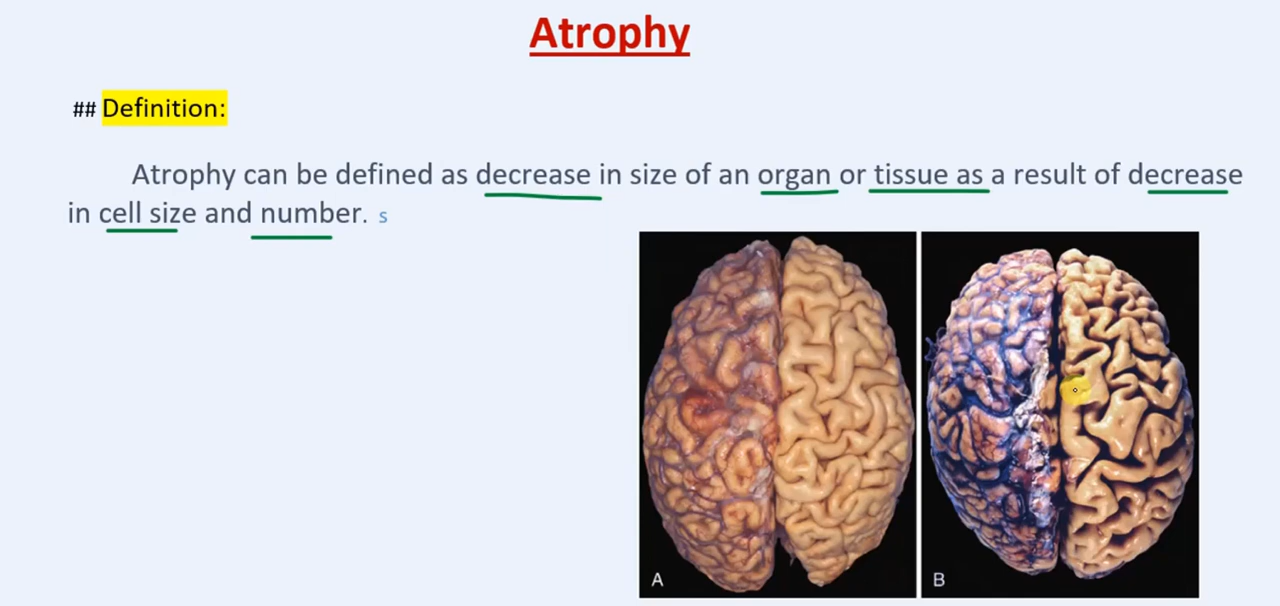 Atrophy
## Definition:
Atrophy can be defined as decrease in size of an organ or tissue as a result of decrease
in cell size and number. s
A
B